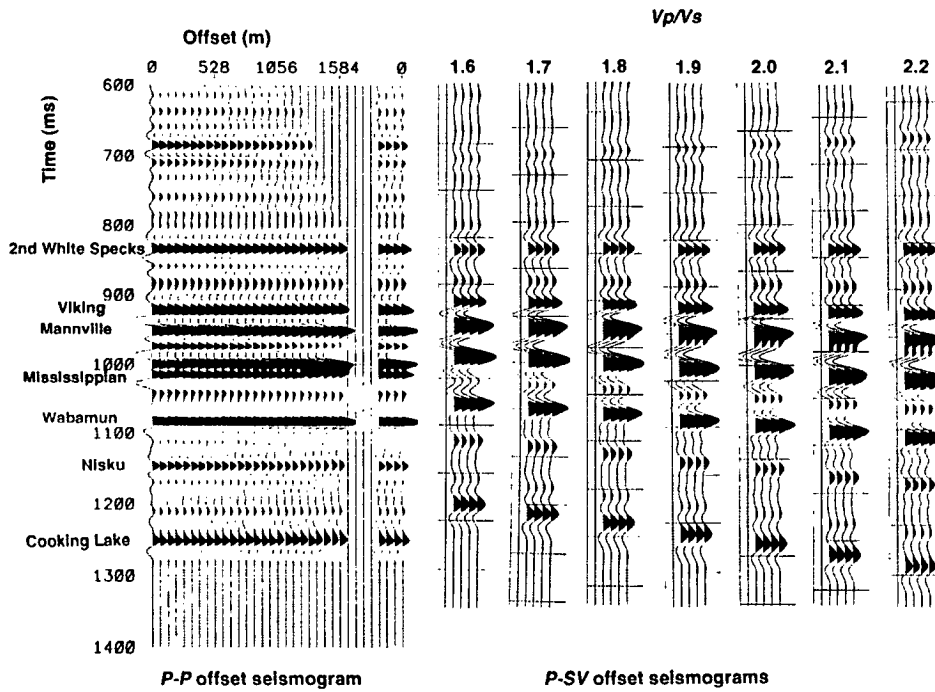 Vp/Vs
Offset (m)
0 528 1056 1584 0 1.6 1.7 1.8 1.9 2.0 2.1 2.2
Time (ms)
600
700
800
2nd White Specks
900
Viking
Mannville
1000
Mississippian
Wabamun
1100
Nisku
1200
Cooking Lake
1300
1400
P-P offset seismogram P-SV offset seismograms